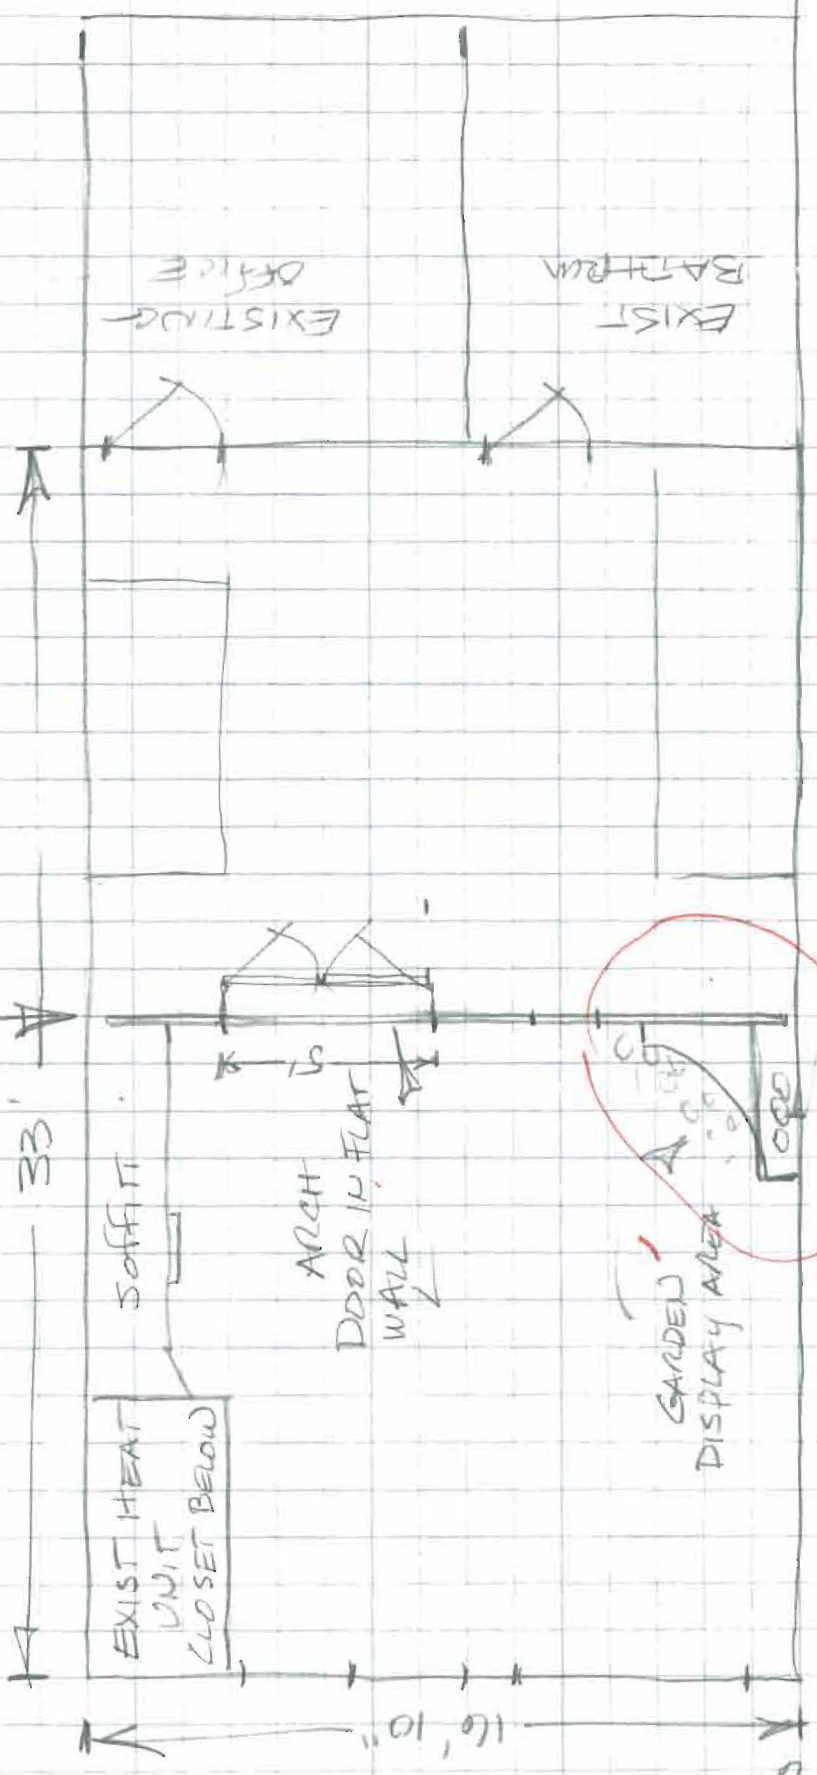 EXISTING
OFFICE
EXIST
BATHRM
33'
Soffit
ARCH
DOOR IN FLAT
WALL
5'
GARDEN
DISPLAY AREA
EXIST HEAT
UNIT
CLOSET BELOW
16' 10"